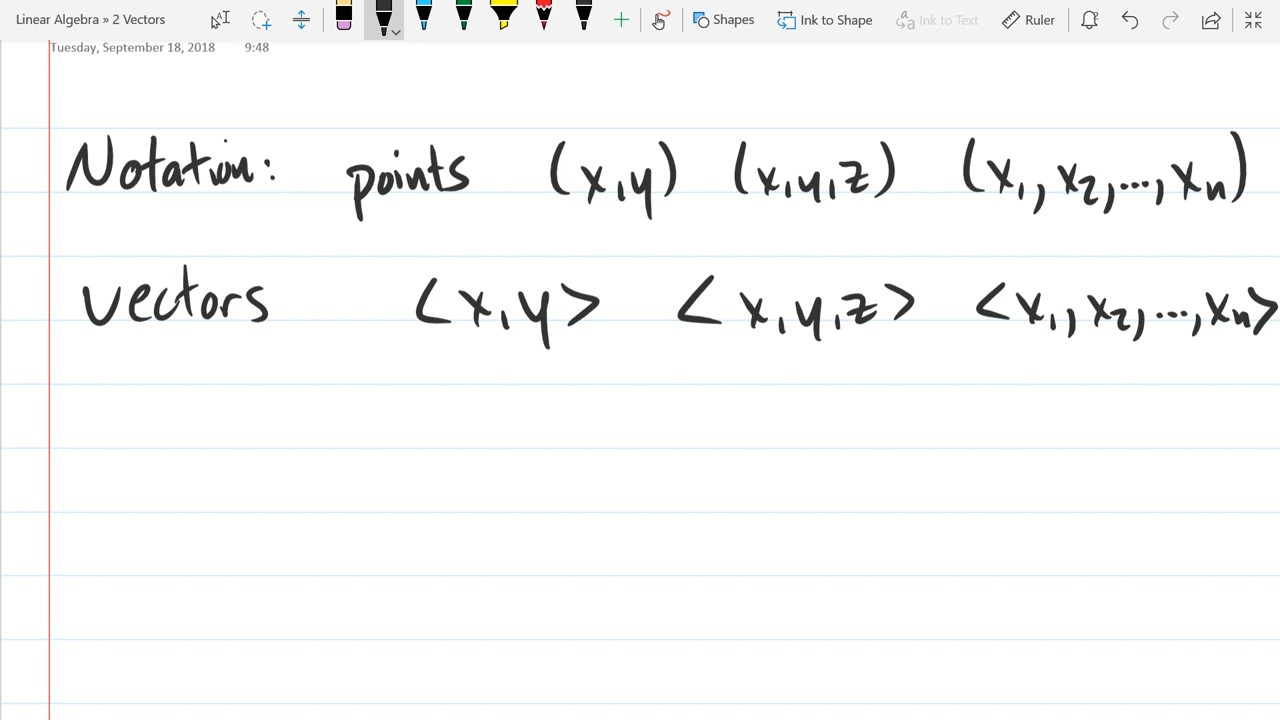 Linear Algebra » 2 Vectors Shapes Ink to Shape Ink to Text Ruler
Tuesday, September 18, 2018 9:48
Notation: points (x,y) (x,y,z) (x₁,x₂,...,xₙ)
vectors <x,y> <x,y,z> <x₁,x₂,...,xₙ>